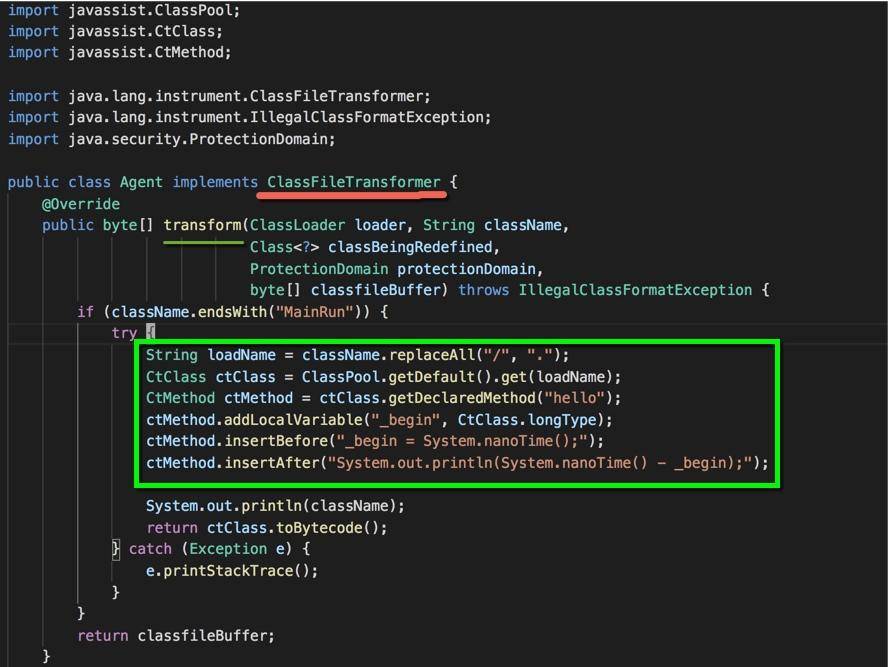 import javassist.ClassPool;
import javassist.CtClass;
import javassist.CtMethod;

import java.lang.instrument.ClassFileTransformer;
import java.lang.instrument.IllegalClassFormatException;
import java.security.ProtectionDomain;

public class Agent implements ClassFileTransformer {
    @Override
    public byte[] transform(ClassLoader loader, String className,
                            Class<?> classBeingRedefined,
                            ProtectionDomain protectionDomain,
                            byte[] classfileBuffer) throws IllegalClassFormatException {
        if (className.endsWith("MainRun")) {
            try {
                String loadName = className.replaceAll("/", ".");
                CtClass ctClass = ClassPool.getDefault().get(loadName);
                CtMethod ctMethod = ctClass.getDeclaredMethod("hello");
                ctMethod.addLocalVariable("_begin", CtClass.longType);
                ctMethod.insertBefore("_begin = System.nanoTime();");
                ctMethod.insertAfter("System.out.println(System.nanoTime() - _begin);");

                System.out.println(className);
                return ctClass.toBytecode();
            } catch (Exception e) {
                e.printStackTrace();
            }
        }
        return classfileBuffer;
    }